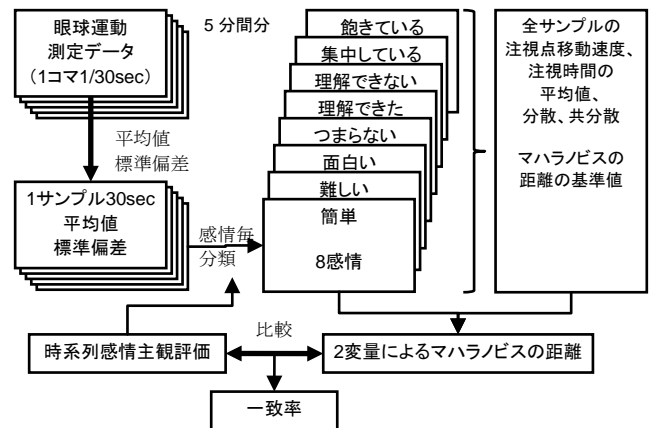 眼球運動
測定データ
（1コマ1/30sec）
5 分間分
平均値
標準偏差
1サンプル30sec
平均値
標準偏差
感情毎
分類
飽きている
集中している
理解できない
理解できた
つまらない
面白い
難しい
簡単
8感情
全サンプルの
注視点移動速度、
注視時間の
平均値、
分散、共分散
マハラノビスの
距離の基準値
時系列感情主観評価
比較
2変量によるマハラノビスの距離
一致率